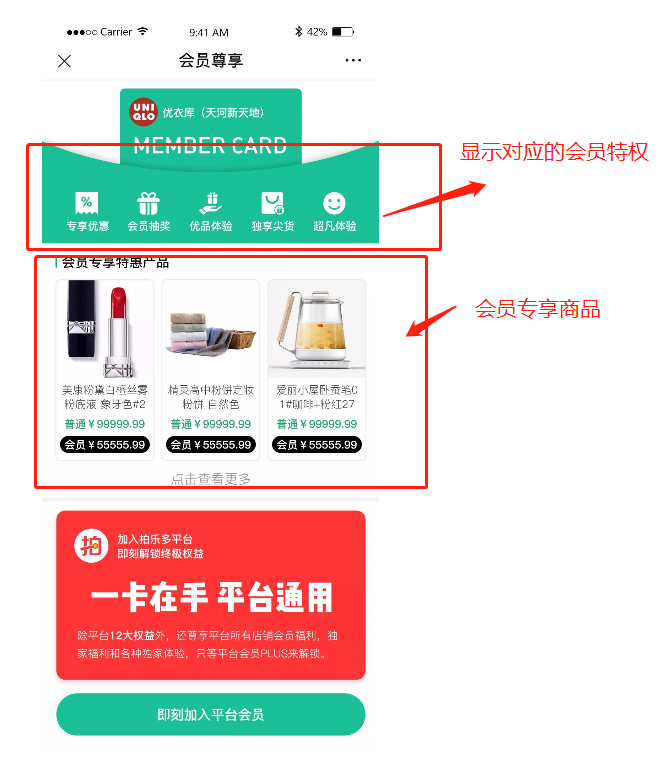 ●●●○○ Carrier 9:41 AM 42%
会员尊享
UNI QLO 优衣库（天河新天地）
MEMBER CARD
显示对应的会员特权
% 
专享优惠 会员抽奖 优品体验 独享尖货 超凡体验
会员专享特惠产品
会员专享商品
美康粉黛白檀丝雾 精灵高中粉饼定妆 爱丽小屋卧蚕笔0
粉底液 象牙色#2 粉饼 自然色 1#咖啡+粉红27
普通￥99999.99 普通￥99999.99 普通￥99999.99
会员￥55555.99 会员￥55555.99 会员￥55555.99
点击查看更多
拍 加入拍乐多平台
即刻解锁终极权益
一卡在手 平台通用
除平台12大权益外，还尊享平台所有店铺会员福利，独
家福利和各种独家体验，只等平台会员PLUS来解锁。
即刻加入平台会员